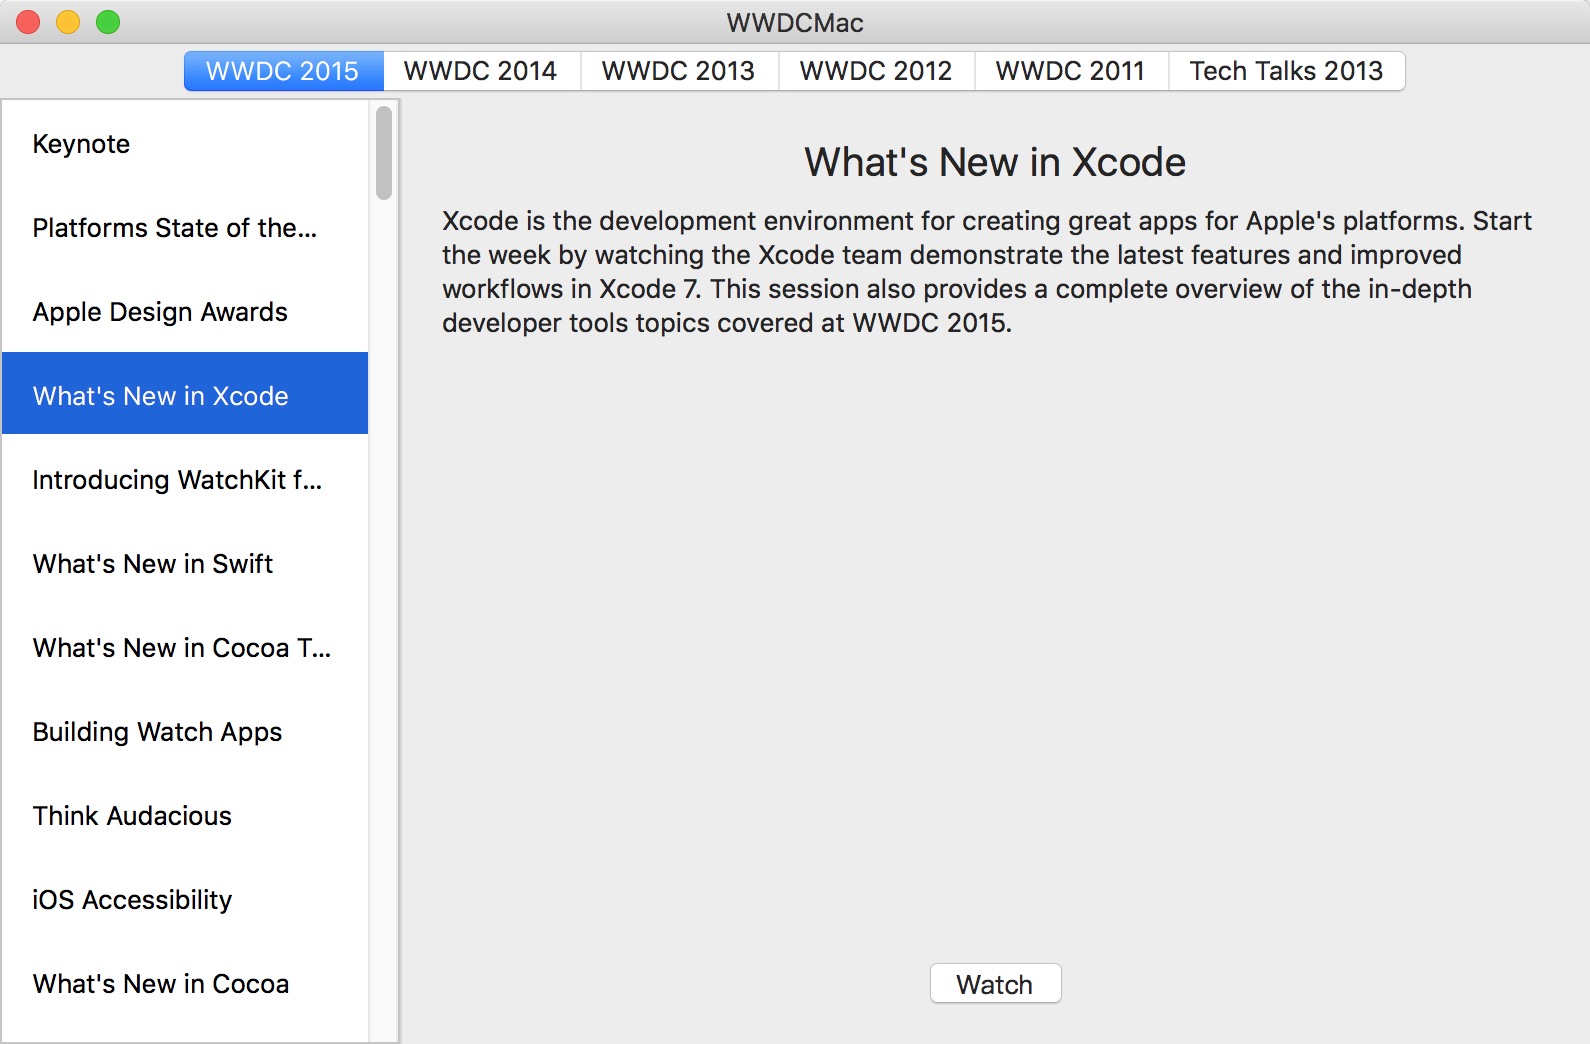 WWDCMac
WWDC 2015 WWDC 2014 WWDC 2013 WWDC 2012 WWDC 2011 Tech Talks 2013
Keynote
Platforms State of the...
Apple Design Awards
What's New in Xcode
Introducing WatchKit f...
What's New in Swift
What's New in Cocoa T...
Building Watch Apps
Think Audacious
iOS Accessibility
What's New in Cocoa
What's New in Xcode
Xcode is the development environment for creating great apps for Apple's platforms. Start
the week by watching the Xcode team demonstrate the latest features and improved
workflows in Xcode 7. This session also provides a complete overview of the in-depth
developer tools topics covered at WWDC 2015.
Watch